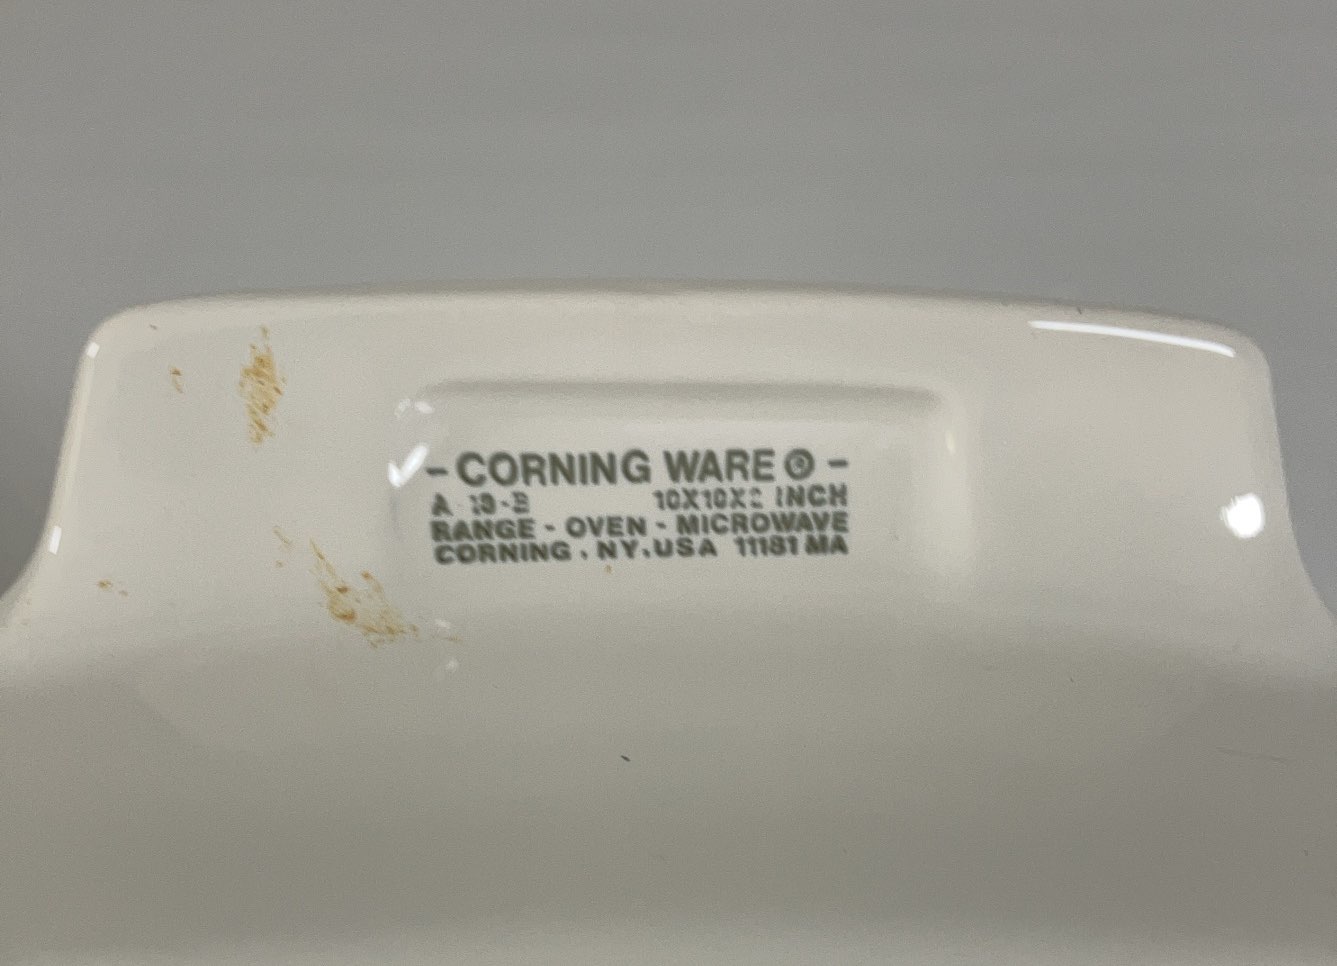 - CORNING WARE ® -
A-10-B 10X10X2 INCH
RANGE - OVEN - MICROWAVE
CORNING . NY . USA 11181 MA